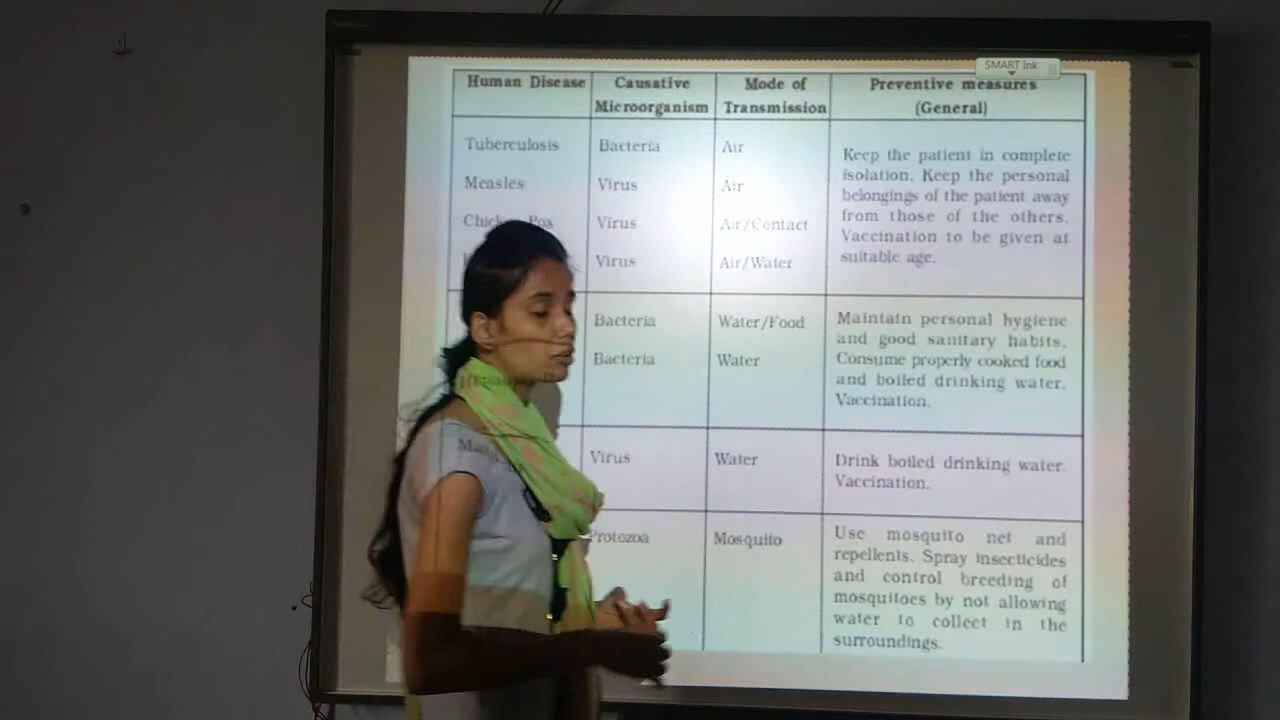 SMART Ink
Human Disease
Causative
Microorganism
Mode of
Transmission
Preventive measures
(General)
Tuberculosis
Bacteria
Air
Measles
Virus
Air
Pox
Virus
Air/Contact
Virus
Air/Water
Keep the patient in complete
isolation. Keep the personal
belongings of the patient away
from those of the others.
Vaccination to be given at
suitable age.
Bacteria
Water/Food
Bacteria
Water
Maintain personal hygiene
and good sanitary habits.
Consume properly cooked food
and boiled drinking water.
Vaccination.
Virus
Water
Drink boiled drinking water.
Vaccination.
Protozoa
Mosquito
Use mosquito net and
repellents. Spray insecticides
and control breeding of
mosquitoes by not allowing
water to collect in the
surroundings.